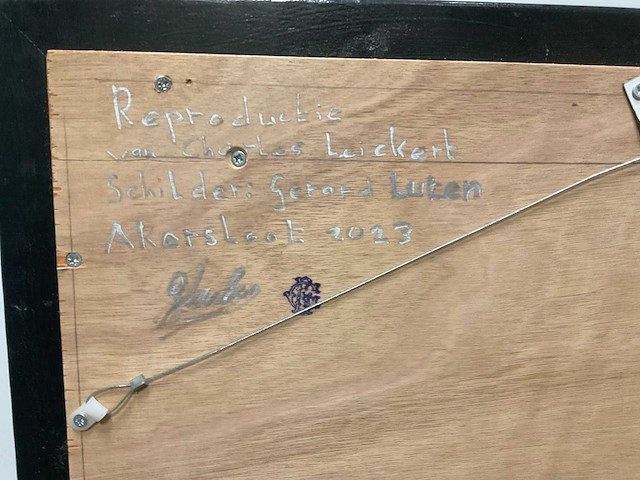 Reproductie
van Charles Leickert
Schilder: Gerard Luken
Akersloot 2023